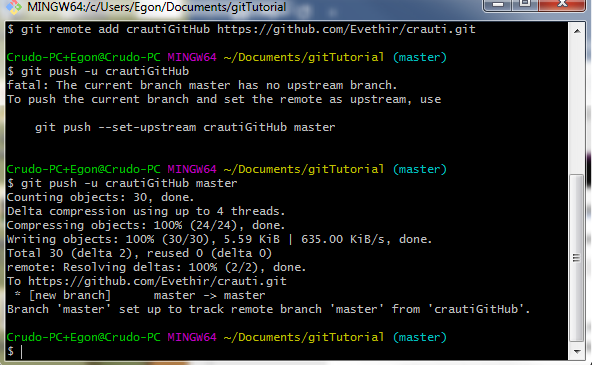 MINGW64:/c/Users/Egon/Documents/gitTutorial
$ git remote add crautiGitHub https://github.com/Evethir/crauti.git
Crudo-PC+Egon@Crudo-PC MINGW64 ~/Documents/gitTutorial (master)
$ git push -u crautiGitHub
fatal: The current branch master has no upstream branch.
To push the current branch and set the remote as upstream, use
git push --set-upstream crautiGitHub master
Crudo-PC+Egon@Crudo-PC MINGW64 ~/Documents/gitTutorial (master)
$ git push -u crautiGitHub master
Counting objects: 30, done.
Delta compression using up to 4 threads.
Compressing objects: 100% (24/24), done.
Writing objects: 100% (30/30), 5.59 KiB | 635.00 KiB/s, done.
Total 30 (delta 2), reused 0 (delta 0)
remote: Resolving deltas: 100% (2/2), done.
To https://github.com/Evethir/crauti.git
* [new branch]      master -> master
Branch 'master' set up to track remote branch 'master' from 'crautiGitHub'.
Crudo-PC+Egon@Crudo-PC MINGW64 ~/Documents/gitTutorial (master)
$